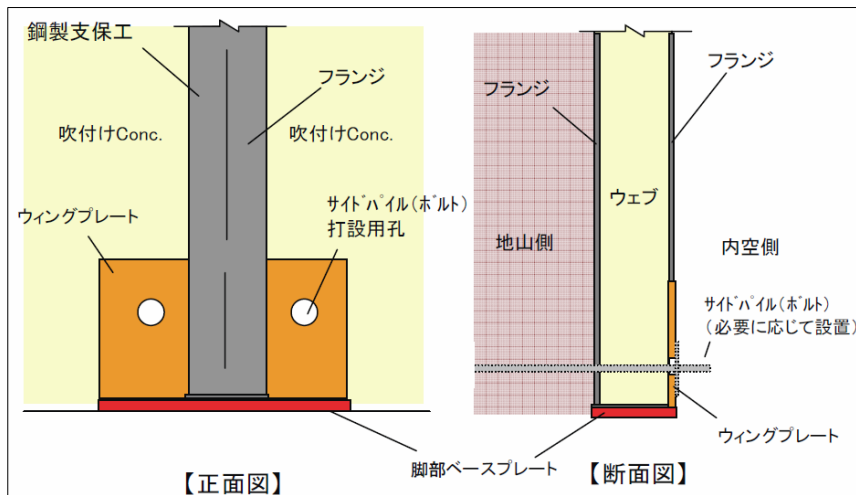 鋼製支保工
フランジ
吹付けConc.
吹付けConc.
ウィングプレート
サイドパイル(ボルト)
打設用孔
【正面図】
脚部ベースプレート
フランジ
フランジ
ウェブ
地山側
内空側
サイドパイル(ボルト)
(必要に応じて設置)
ウィングプレート
【断面図】